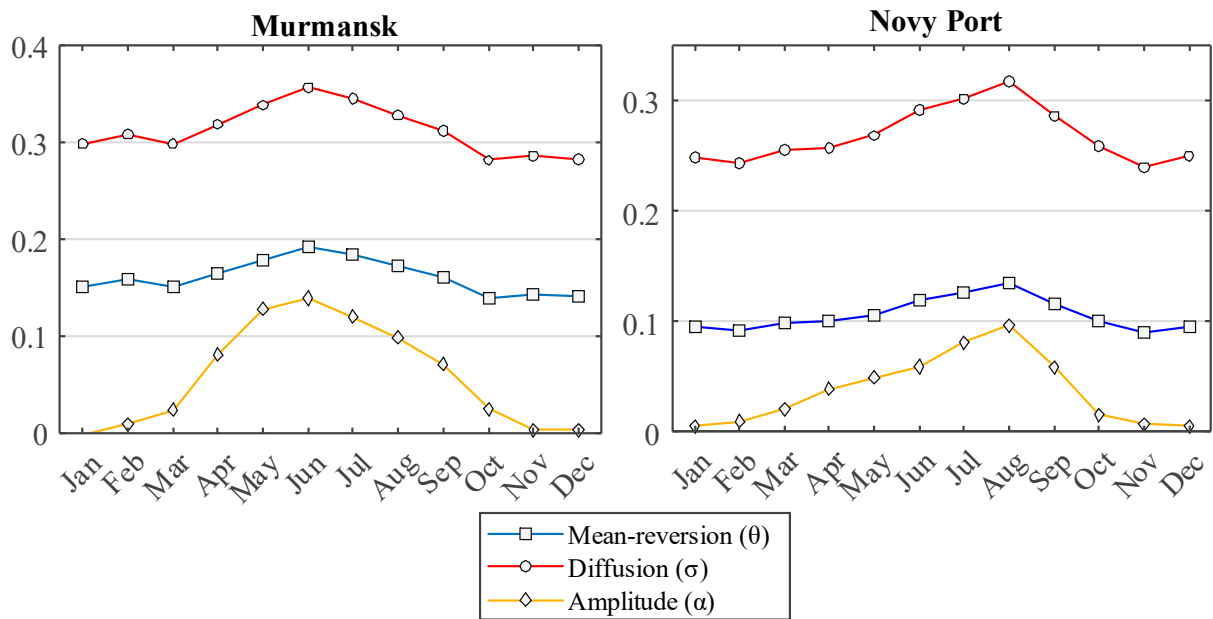 Murmansk
0.4
0.3
0.2
0.1
0
Jan
Feb
Mar
Apr
May
Jun
Jul
Aug
Sep
Oct
Nov
Dec
Novy Port
0.3
0.2
0.1
0
Jan
Feb
Mar
Apr
May
Jun
Jul
Aug
Sep
Oct
Nov
Dec
Mean-reversion (θ)
Diffusion (σ)
Amplitude (α)